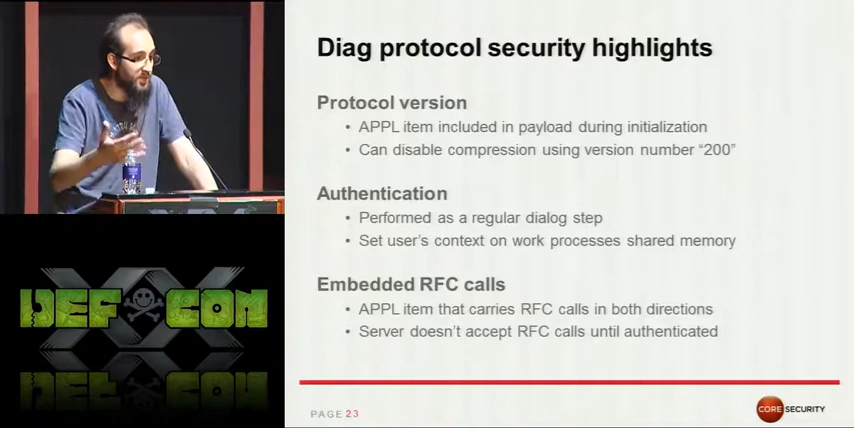 Diag protocol security highlights
Protocol version
• APPL item included in payload during initialization
• Can disable compression using version number “200”
Authentication
• Performed as a regular dialog step
• Set user’s context on work processes shared memory
Embedded RFC calls
• APPL item that carries RFC calls in both directions
• Server doesn’t accept RFC calls until authenticated
PAGE 23
CORE SECURITY
DEF CON
XX